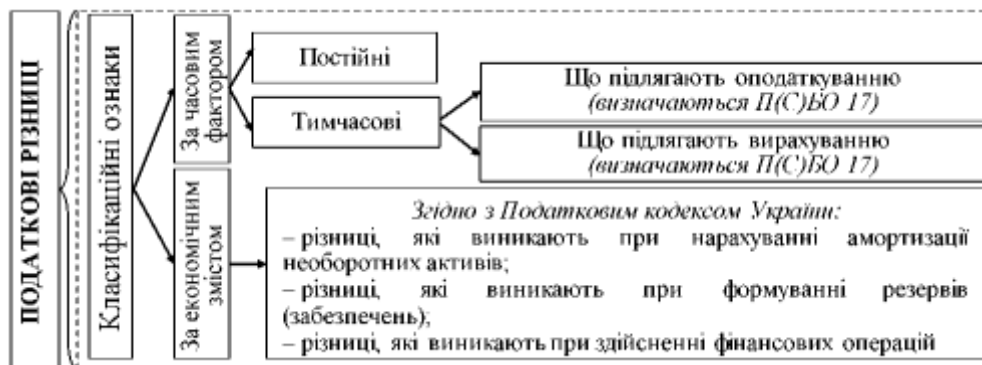 ПОДАТКОВІ РІЗНИЦІ
Класифікаційні ознаки
За часовим
фактором
Постійні
Тимчасові
Що підлягають оподаткуванню
(визначаються П(С)БО 17)
Що підлягають вирахуванню
(визначаються П(С)БО 17)
За економічним
змістом
Згідно з Податковим кодексом України:
– різниці, які виникають при нарахуванні амортизації
необоротних активів;
– різниці, які виникають при формуванні резервів
(забезпечень);
– різниці, які виникають при здійсненні фінансових операцій